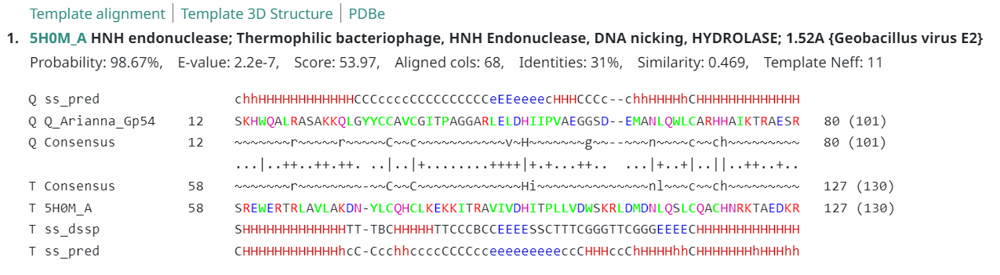 Template alignment | Template 3D Structure | PDBe
1. 5H0M_A HNH endonuclease; Thermophilic bacteriophage, HNH Endonuclease, DNA nicking, HYDROLASE; 1.52A {Geobacillus virus E2}
Probability: 98.67%, E-value: 2.2e-7, Score: 53.97, Aligned cols: 68, Identities: 31%, Similarity: 0.469, Template Neff: 11
Q ss_pred chhHHHHHHHHHHHHCCCccccCCCCCCCCCCeEEeeeecHHHCCCc--chhHHHHhCHHHHHHHHHHHHH
Q Q_Arianna_Gp54 12 SKHWQALRASAKKQLGYYCCAVCGITPAGGARLELDHIIPVAEGGSD--EMANLQWLCARHHAIKTRAESR 80 (101)
Q Consensus 12 ~~~~~~~r~~~~~r~~~~~C~~c~~~~~~~~~~~~~v~H~~~~~~~g~~--~~~n~~~~c~~ch~~~~~~~~~ 80 (101)
...|..++..++.++. ..|..|+........++++|+.+...++.. ...|+..+|..||..++..+..
T Consensus 58 ~~~~~~~r~~~~~~~~~-~~C~~C~~~~~~~~~~~~~~Hi~~~~~~~~~~~~~~~nl~~~c~~ch~~~~~~~~~ 127 (130)
T 5H0M_A 58 SREWERTRLAVLAKDN-YLCQHCLKEKKITRAVIVDHITPLLVDWSKRLDMDNLQSLCQACHNRKTAEDKR 127 (130)
T ss_dssp SHHHHHHHHHHHHHTT-TBCHHHHHTTCCCBCCEEEESSCTTTCGGGTTCGGGEEEECHHHHHHHHHHHHH
T ss_pred CHHHHHHHHHHHHhcC-CcchhccccCCCCcceeeeeeeeeccCHHHccChHHHHhhCHHHHHHHhHHHhh